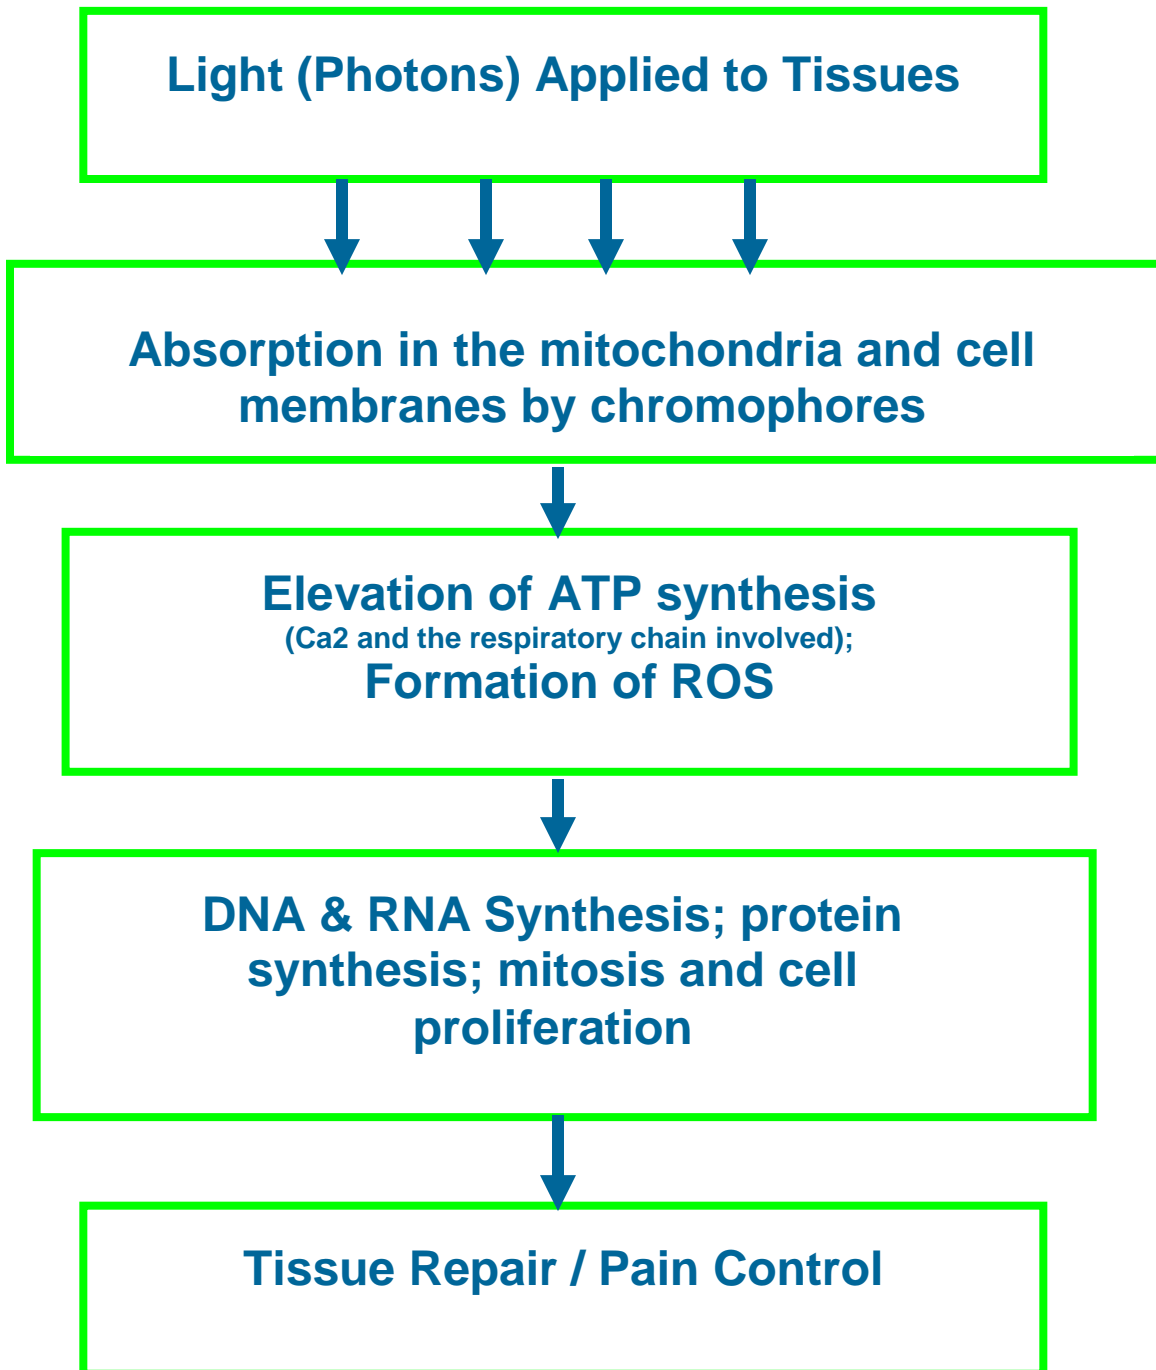 Light (Photons) Applied to Tissues
Absorption in the mitochondria and cell
membranes by chromophores
Elevation of ATP synthesis
(Ca2 and the respiratory chain involved);
Formation of ROS
DNA & RNA Synthesis; protein
synthesis; mitosis and cell
proliferation
Tissue Repair / Pain Control